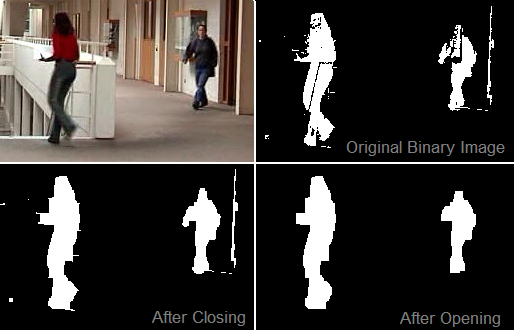 Original Binary Image
After Closing
After Opening